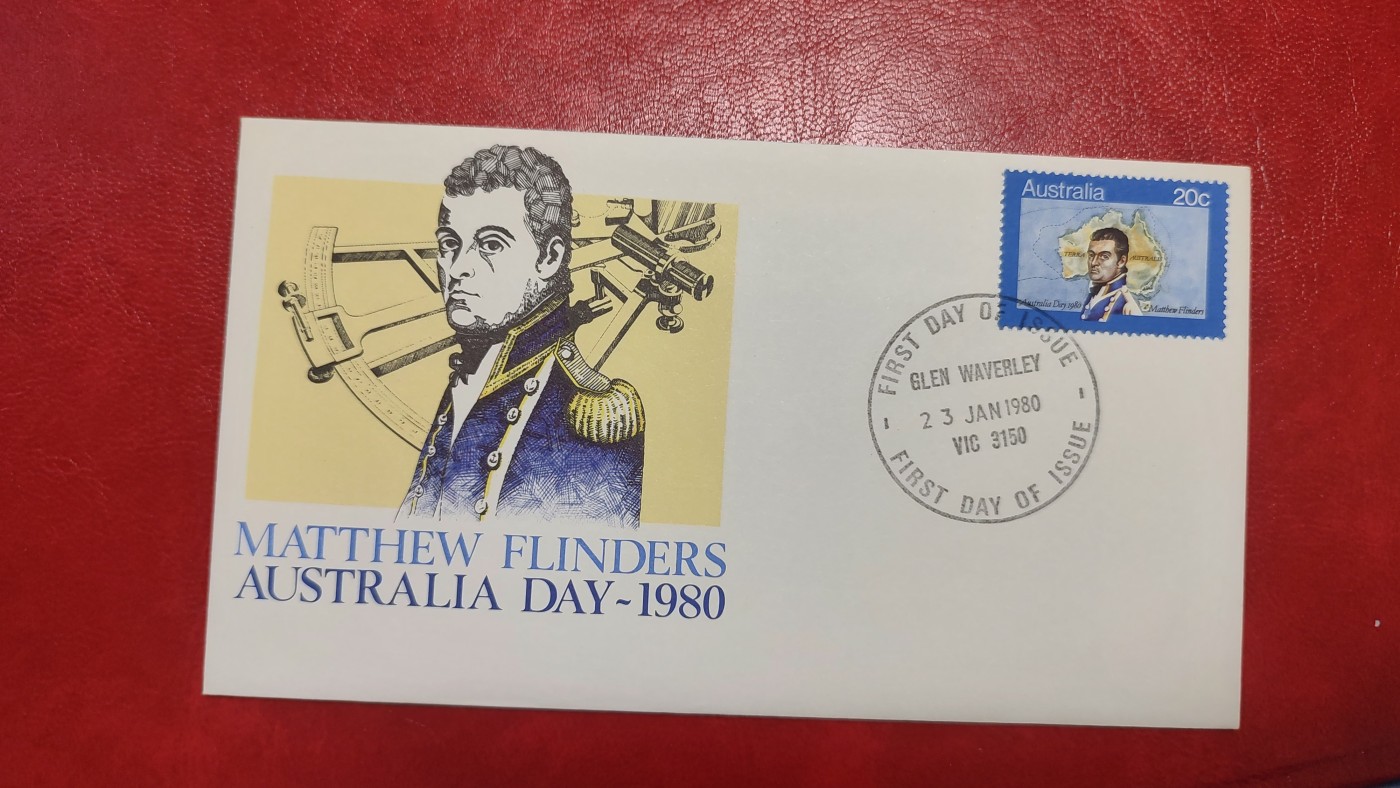 Australia 20c
TERRA AUSTRALIS
Australia Day 1980 Matthew Flinders
FIRST DAY OF ISSUE
GLEN WAVERLEY
23 JAN 1980
VIC 3150
FIRST DAY OF ISSUE
MATTHEW FLINDERS
AUSTRALIA DAY~1980